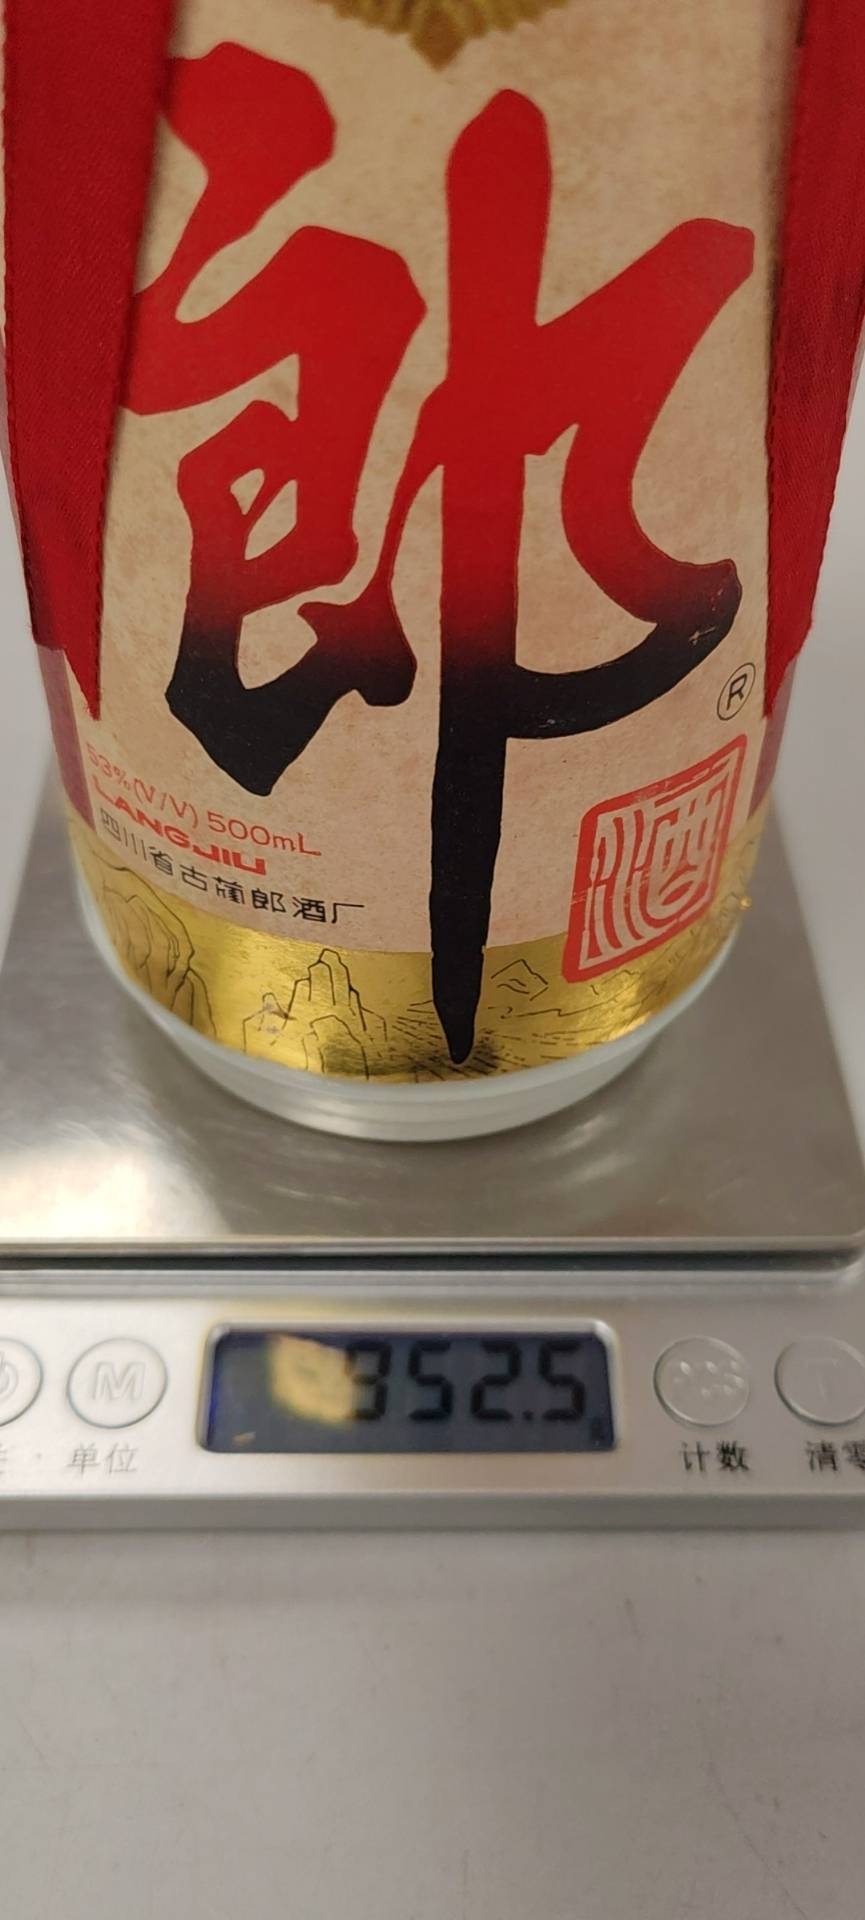 郎
®
53%(V/V) 500mL
LANGJIU
四川省古蔺郎酒厂
酒
852.5
M
T
单位
计数
清零